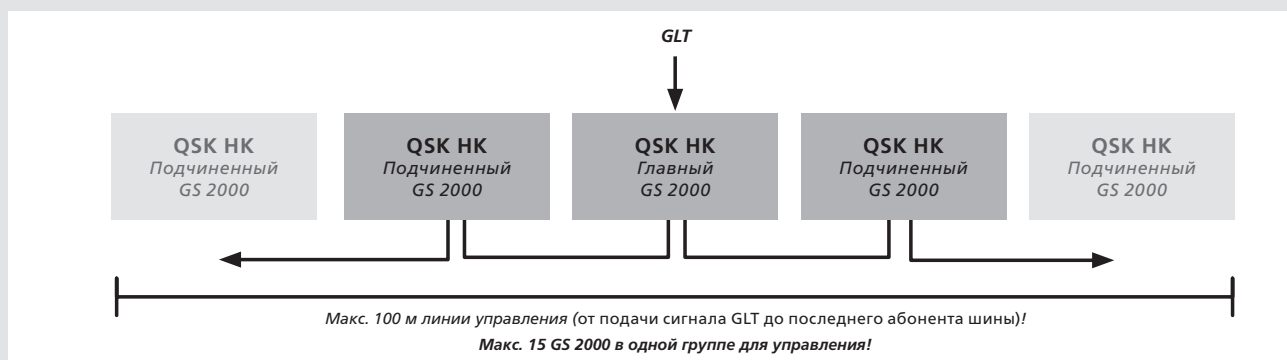 GLT
QSK HK
Подчиненный
GS 2000
QSK HK
Подчиненный
GS 2000
QSK HK
Главный
GS 2000
QSK HK
Подчиненный
GS 2000
QSK HK
Подчиненный
GS 2000
Макс. 100 м линии управления (от подачи сигнала GLT до последнего абонента шины)!
Макс. 15 GS 2000 в одной группе для управления!